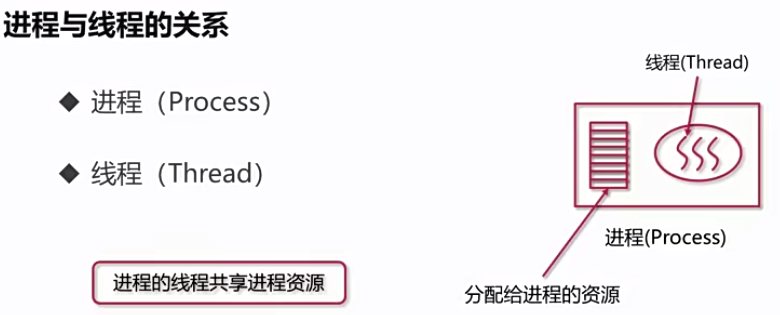 进程与线程的关系
◆ 进程（Process）
◆ 线程（Thread）
进程的线程共享进程资源
线程(Thread)
进程(Process)
分配给进程的资源